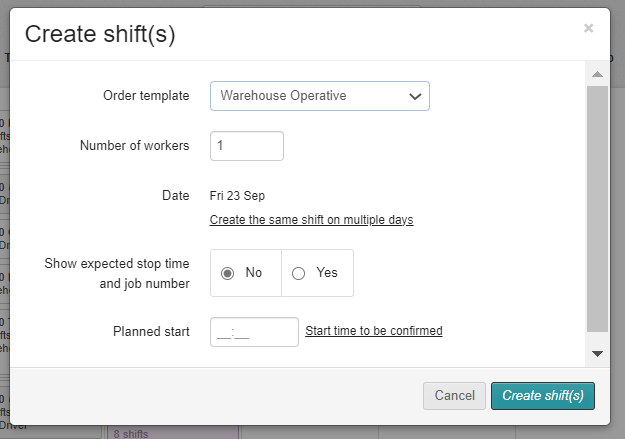 Create shift(s)
×
Order template
Warehouse Operative
Number of workers
1
Date
Fri 23 Sep
Create the same shift on multiple days
Show expected stop time
and job number
No
Yes
Planned start
__:__
Start time to be confirmed
Cancel
Create shift(s)
Driver
8 shifts